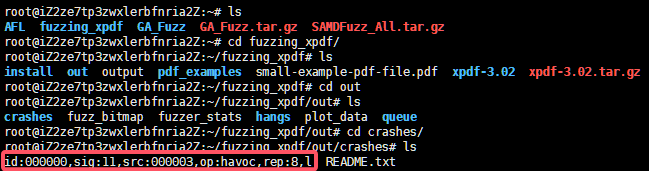 root@iZ2ze7tp3zwxlerbfnria2Z:~# ls
AFL fuzzing_xpdf GA_Fuzz GA_Fuzz.tar.gz SAMDFuzz_All.tar.gz
root@iZ2ze7tp3zwxlerbfnria2Z:~# cd fuzzing_xpdf/
root@iZ2ze7tp3zwxlerbfnria2Z:~/fuzzing_xpdf# ls
install out output pdf_examples small-example-pdf-file.pdf xpdf-3.02 xpdf-3.02.tar.gz
root@iZ2ze7tp3zwxlerbfnria2Z:~/fuzzing_xpdf# cd out
root@iZ2ze7tp3zwxlerbfnria2Z:~/fuzzing_xpdf/out# ls
crashes fuzz_bitmap fuzzer_stats hangs plot_data queue
root@iZ2ze7tp3zwxlerbfnria2Z:~/fuzzing_xpdf/out# cd crashes/
root@iZ2ze7tp3zwxlerbfnria2Z:~/fuzzing_xpdf/out/crashes# ls
id:000000,sig:11,src:000003,op:havoc,rep:8,l README.txt